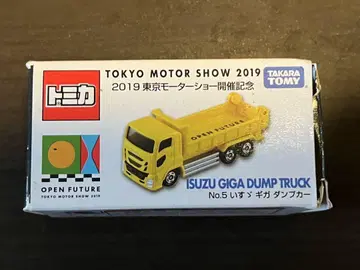 トミカ
TOKYO MOTOR SHOW 2019
2019 東京モーターショー開催記念
TAKARA
TOMY
OPEN FUTURE
OPEN FUTURE
TOKYO MOTOR SHOW 2019
ISUZU GIGA DUMP TRUCK
No.5 いすゞ ギガ ダンプカー